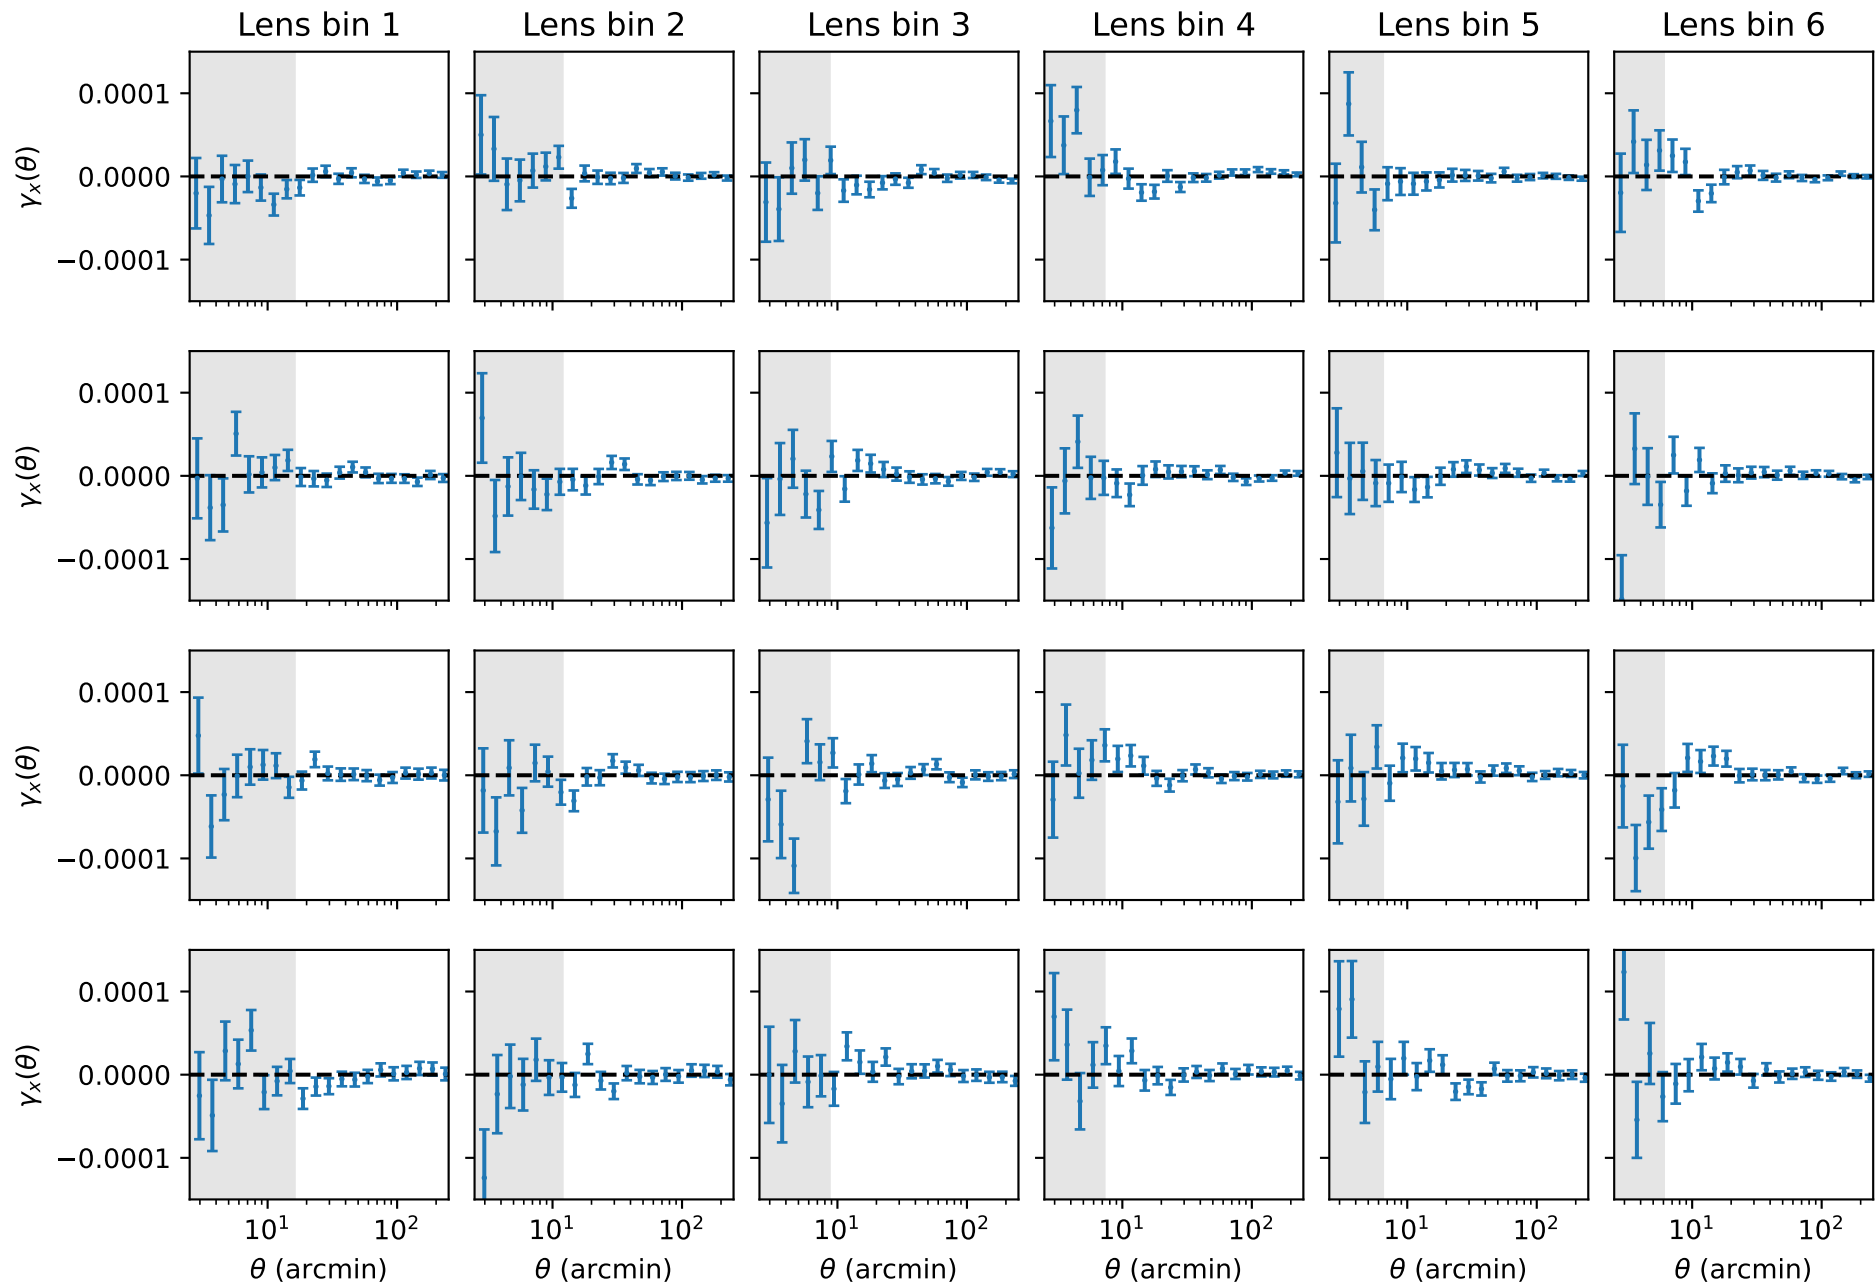 Lens bin 1 Lens bin 2 Lens bin 3 Lens bin 4 Lens bin 5 Lens bin 6
0.0001
γₓ(θ) 0.0000
−0.0001
0.0001
γₓ(θ) 0.0000
−0.0001
0.0001
γₓ(θ) 0.0000
−0.0001
0.0001
γₓ(θ) 0.0000
−0.0001
10¹ 10² 10¹ 10² 10¹ 10² 10¹ 10² 10¹ 10² 10¹ 10²
θ (arcmin) θ (arcmin) θ (arcmin) θ (arcmin) θ (arcmin) θ (arcmin)